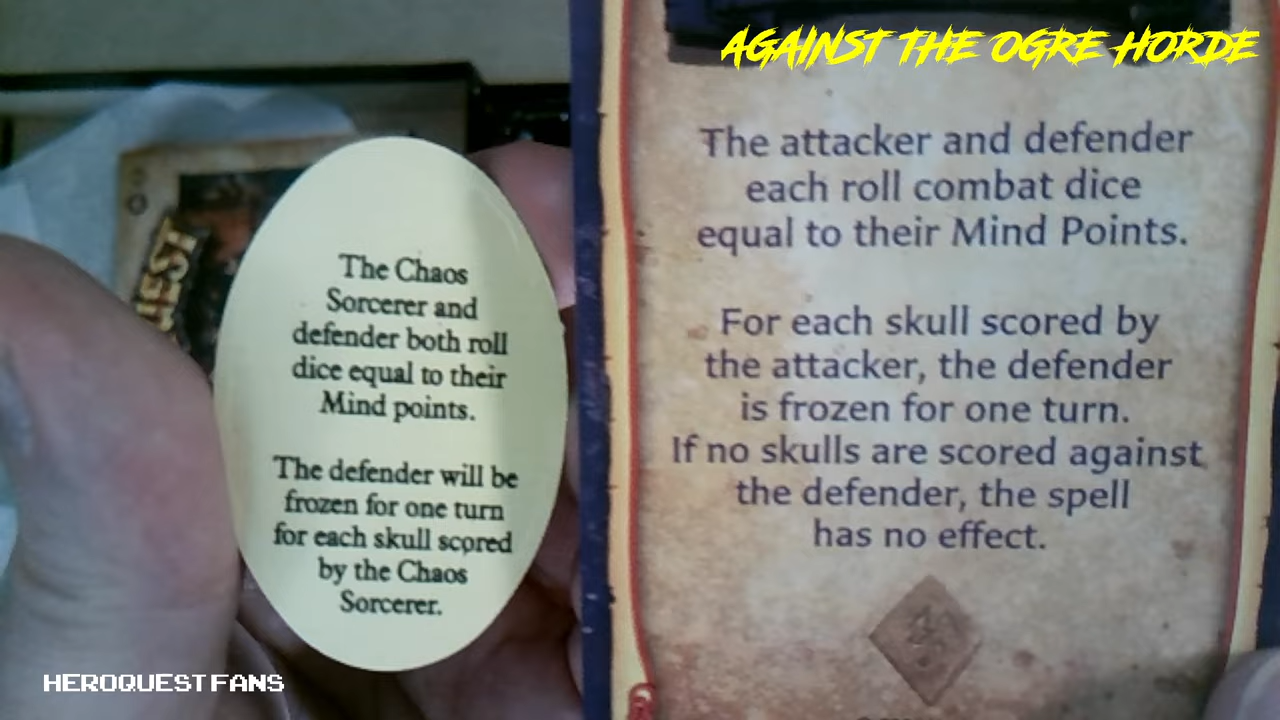 AGAINST THE OGRE HORDE
The Chaos
Sorcerer and
defender both roll
dice equal to their
Mind points.
The defender will be
frozen for one turn
for each skull scored
by the Chaos
Sorcerer.
The attacker and defender
each roll combat dice
equal to their Mind Points.
For each skull scored by
the attacker, the defender
is frozen for one turn.
If no skulls are scored against
the defender, the spell
has no effect.
HEROQUEST FANS